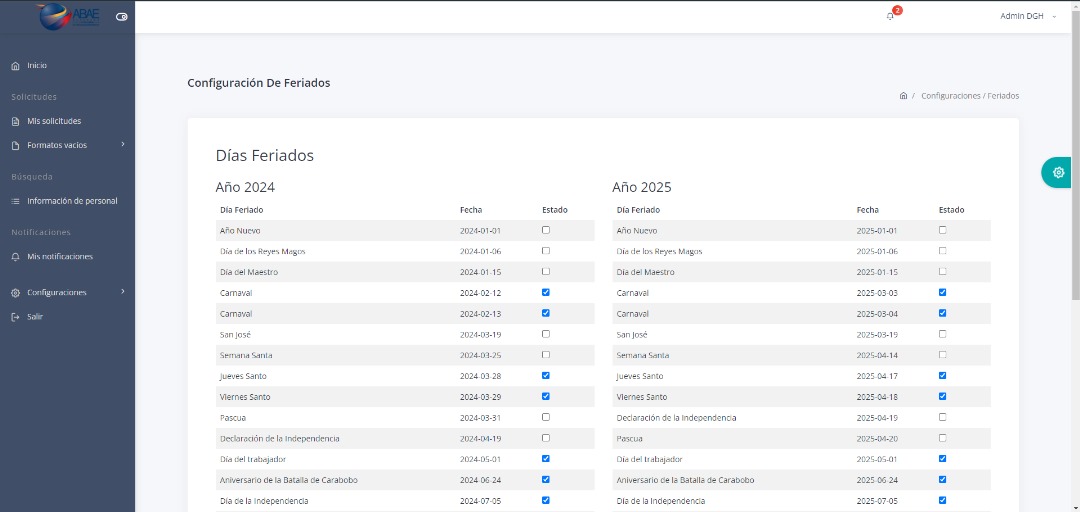 ABAE
2
Admin DGH
Inicio
Solicitudes
Mis solicitudes
Formatos vacios
Búsqueda
Información de personal
Notificaciones
Mis notificaciones
Configuraciones
Salir
Configuración De Feriados
/ Configuraciones / Feriados
Días Feriados
Año 2024
Día Feriado Fecha Estado
Año Nuevo 2024-01-01
Día de los Reyes Magos 2024-01-06
Día del Maestro 2024-01-15
Carnaval 2024-02-12
Carnaval 2024-02-13
San José 2024-03-19
Semana Santa 2024-03-25
Jueves Santo 2024-03-28
Viernes Santo 2024-03-29
Pascua 2024-03-31
Declaración de la Independencia 2024-04-19
Día del trabajador 2024-05-01
Aniversario de la Batalla de Carabobo 2024-06-24
Día de la Independencia 2024-07-05
Año 2025
Día Feriado Fecha Estado
Año Nuevo 2025-01-01
Día de los Reyes Magos 2025-01-06
Día del Maestro 2025-01-15
Carnaval 2025-03-03
Carnaval 2025-03-04
San José 2025-03-19
Semana Santa 2025-04-14
Jueves Santo 2025-04-17
Viernes Santo 2025-04-18
Declaración de la Independencia 2025-04-19
Pascua 2025-04-20
Día del trabajador 2025-05-01
Aniversario de la Batalla de Carabobo 2025-06-24
Día de la Independencia 2025-07-05